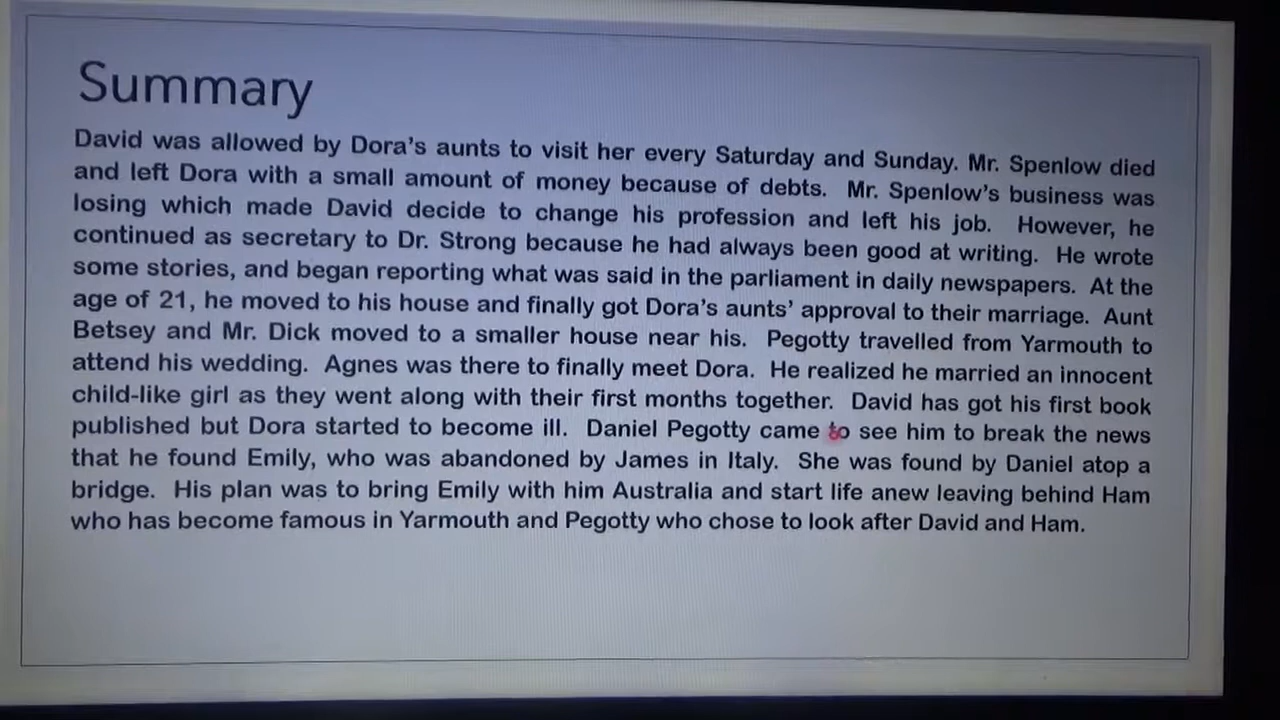 Summary
David was allowed by Dora's aunts to visit her every Saturday and Sunday. Mr. Spenlow died
and left Dora with a small amount of money because of debts. Mr. Spenlow's business was
losing which made David decide to change his profession and left his job. However, he
continued as secretary to Dr. Strong because he had always been good at writing. He wrote
some stories, and began reporting what was said in the parliament in daily newspapers. At the
age of 21, he moved to his house and finally got Dora's aunts' approval to their marriage. Aunt
Betsey and Mr. Dick moved to a smaller house near his. Pegotty travelled from Yarmouth to
attend his wedding. Agnes was there to finally meet Dora. He realized he married an innocent
child-like girl as they went along with their first months together. David has got his first book
published but Dora started to become ill. Daniel Pegotty came to see him to break the news
that he found Emily, who was abandoned by James in Italy. She was found by Daniel atop a
bridge. His plan was to bring Emily with him Australia and start life anew leaving behind Ham
who has become famous in Yarmouth and Pegotty who chose to look after David and Ham.